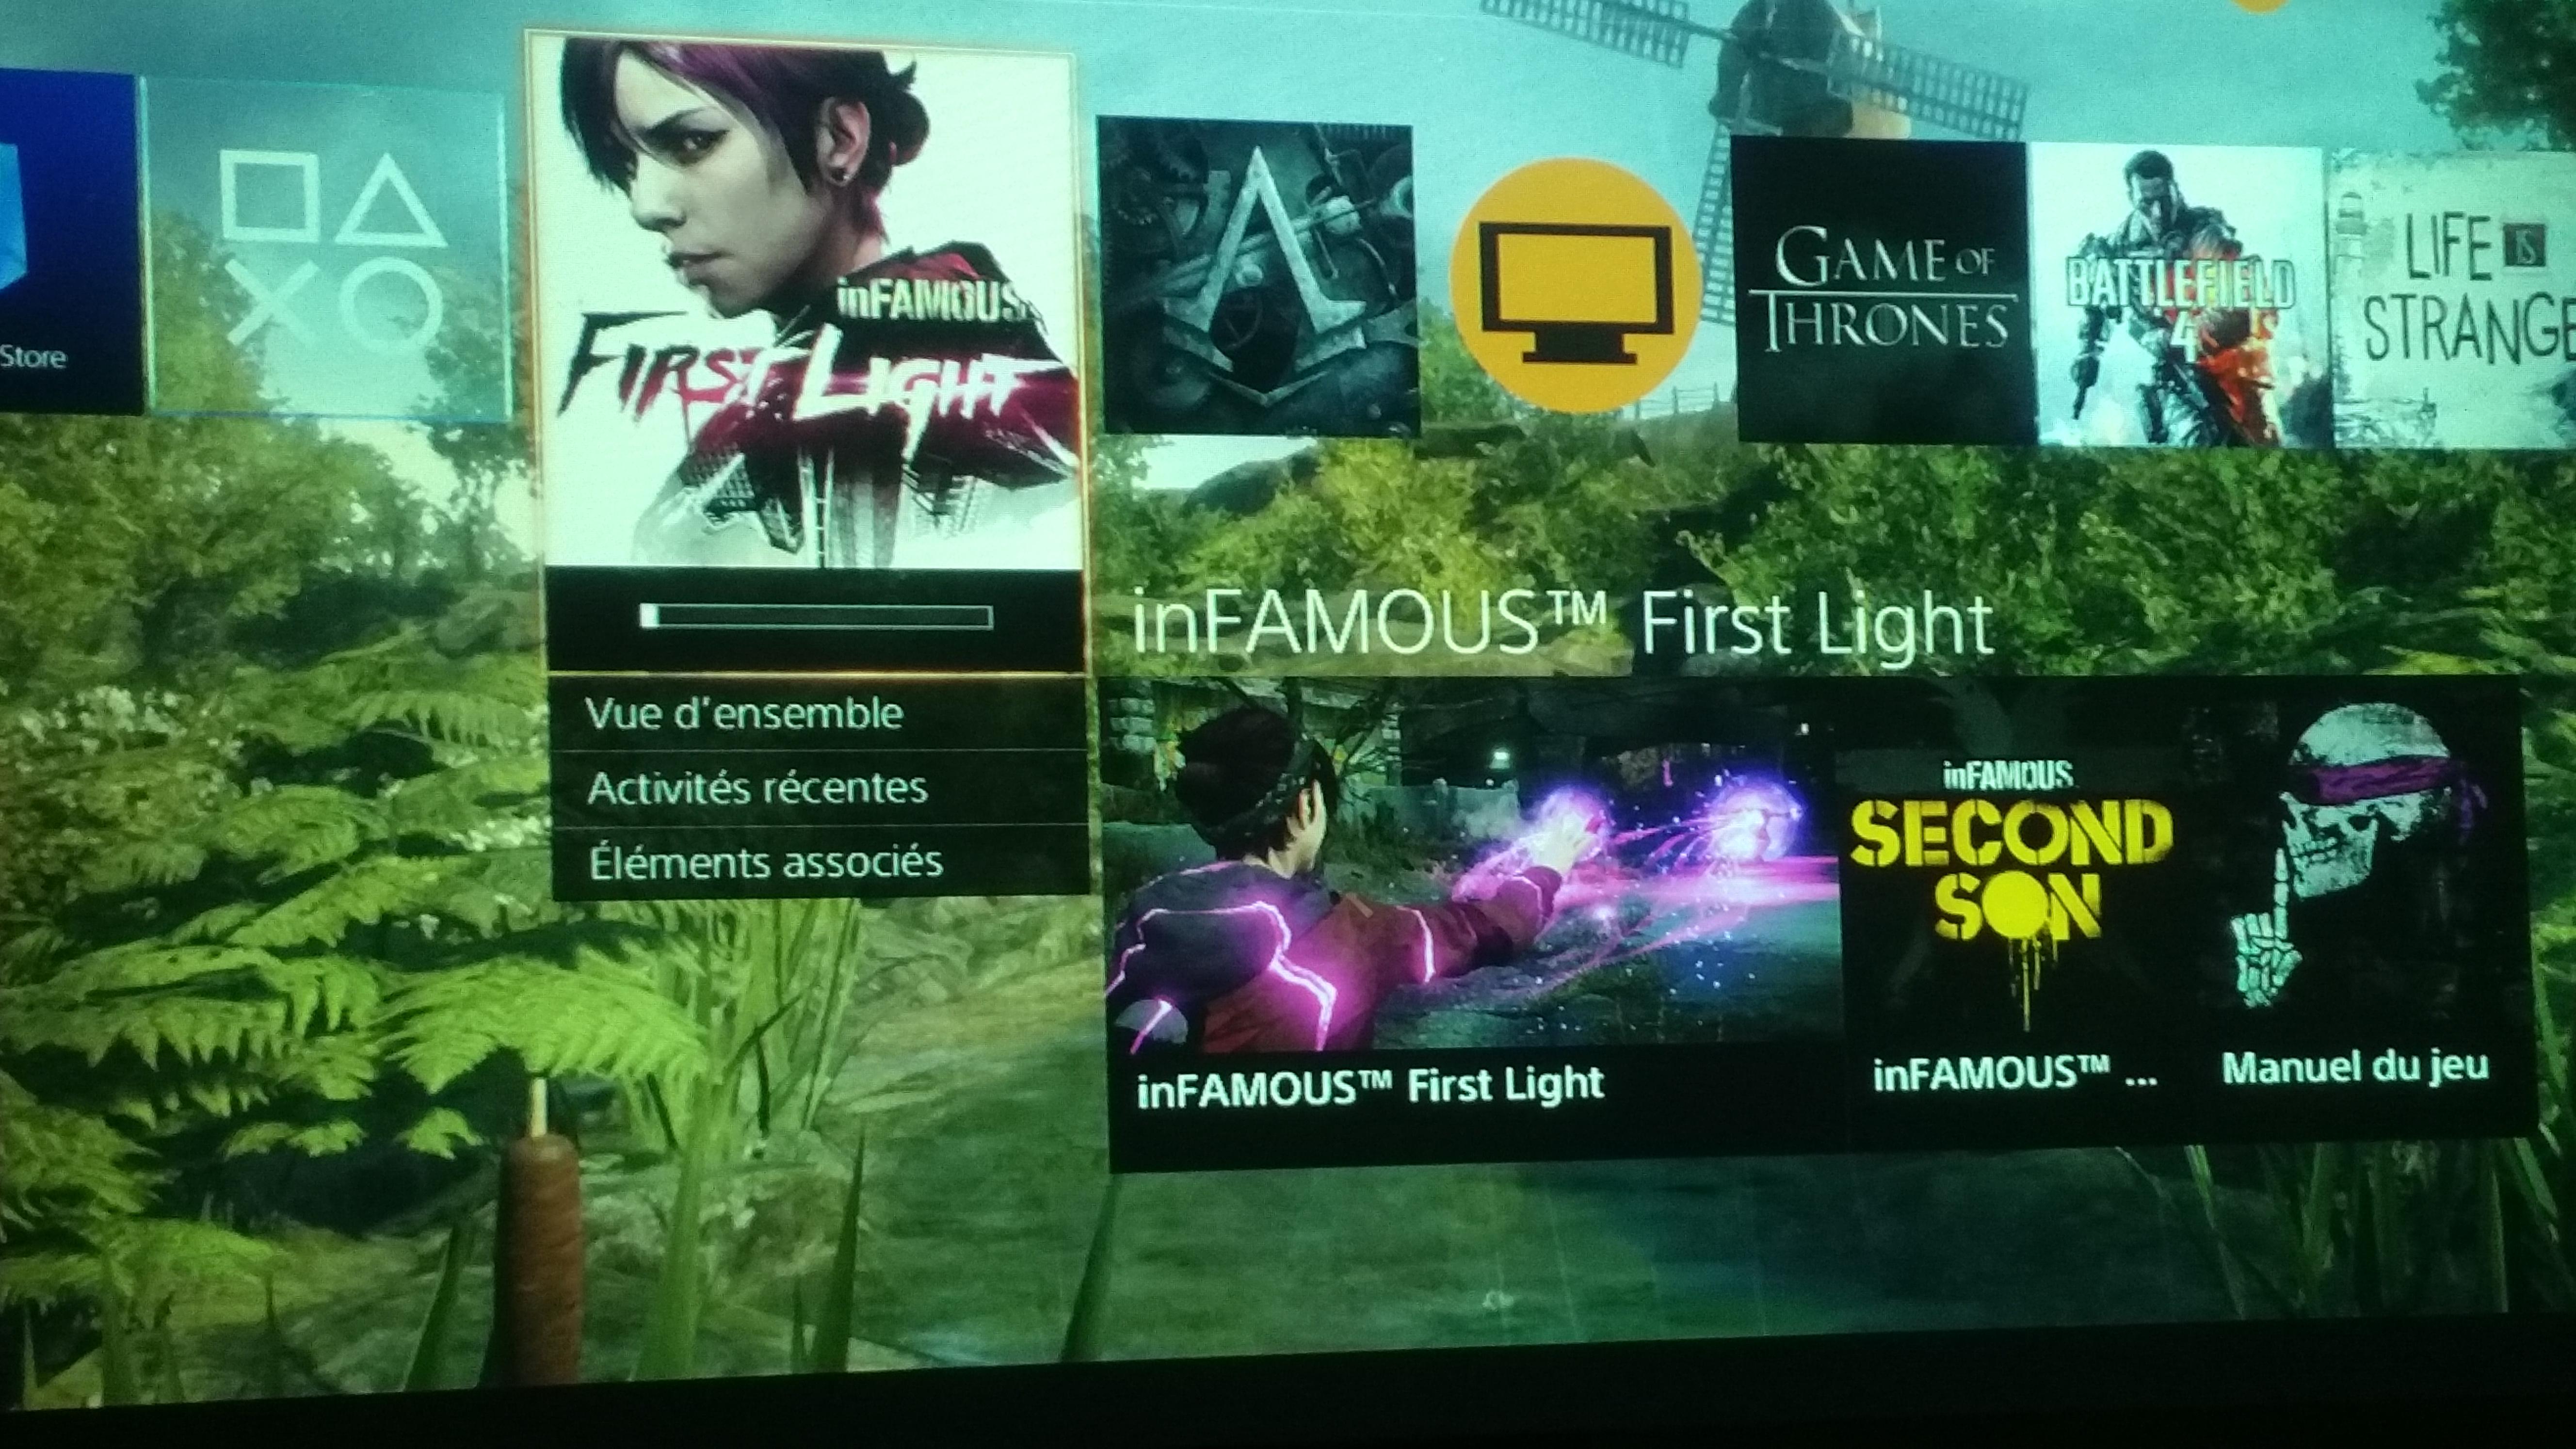 Store
inFAMOUS
FIRST LIGHT
GAME OF
THRONES
BATTLEFIELD
4
LIFE IS
STRANGE
inFAMOUS™ First Light
Vue d'ensemble
Activités récentes
Éléments associés
inFAMOUS
SECOND
SON
inFAMOUS™ First Light
inFAMOUS™ ...
Manuel du jeu